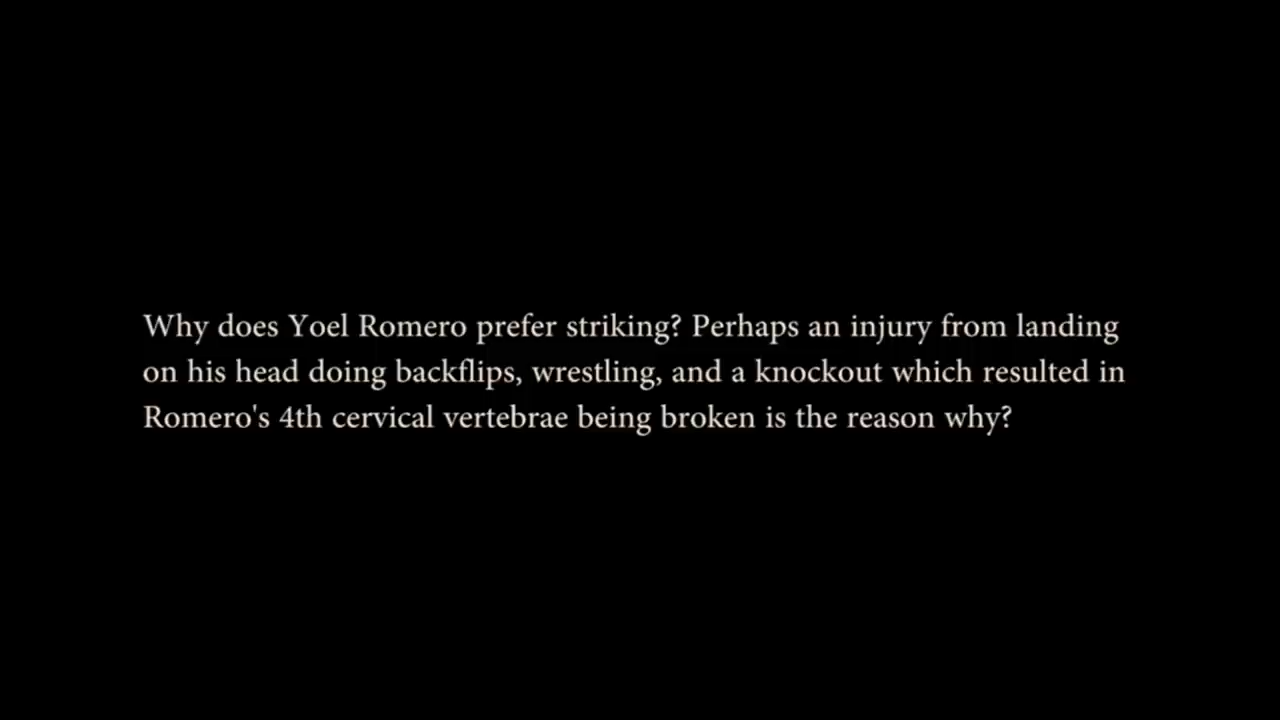 Why does Yoel Romero prefer striking? Perhaps an injury from landing
on his head doing backflips, wrestling, and a knockout which resulted in
Romero's 4th cervical vertebrae being broken is the reason why?